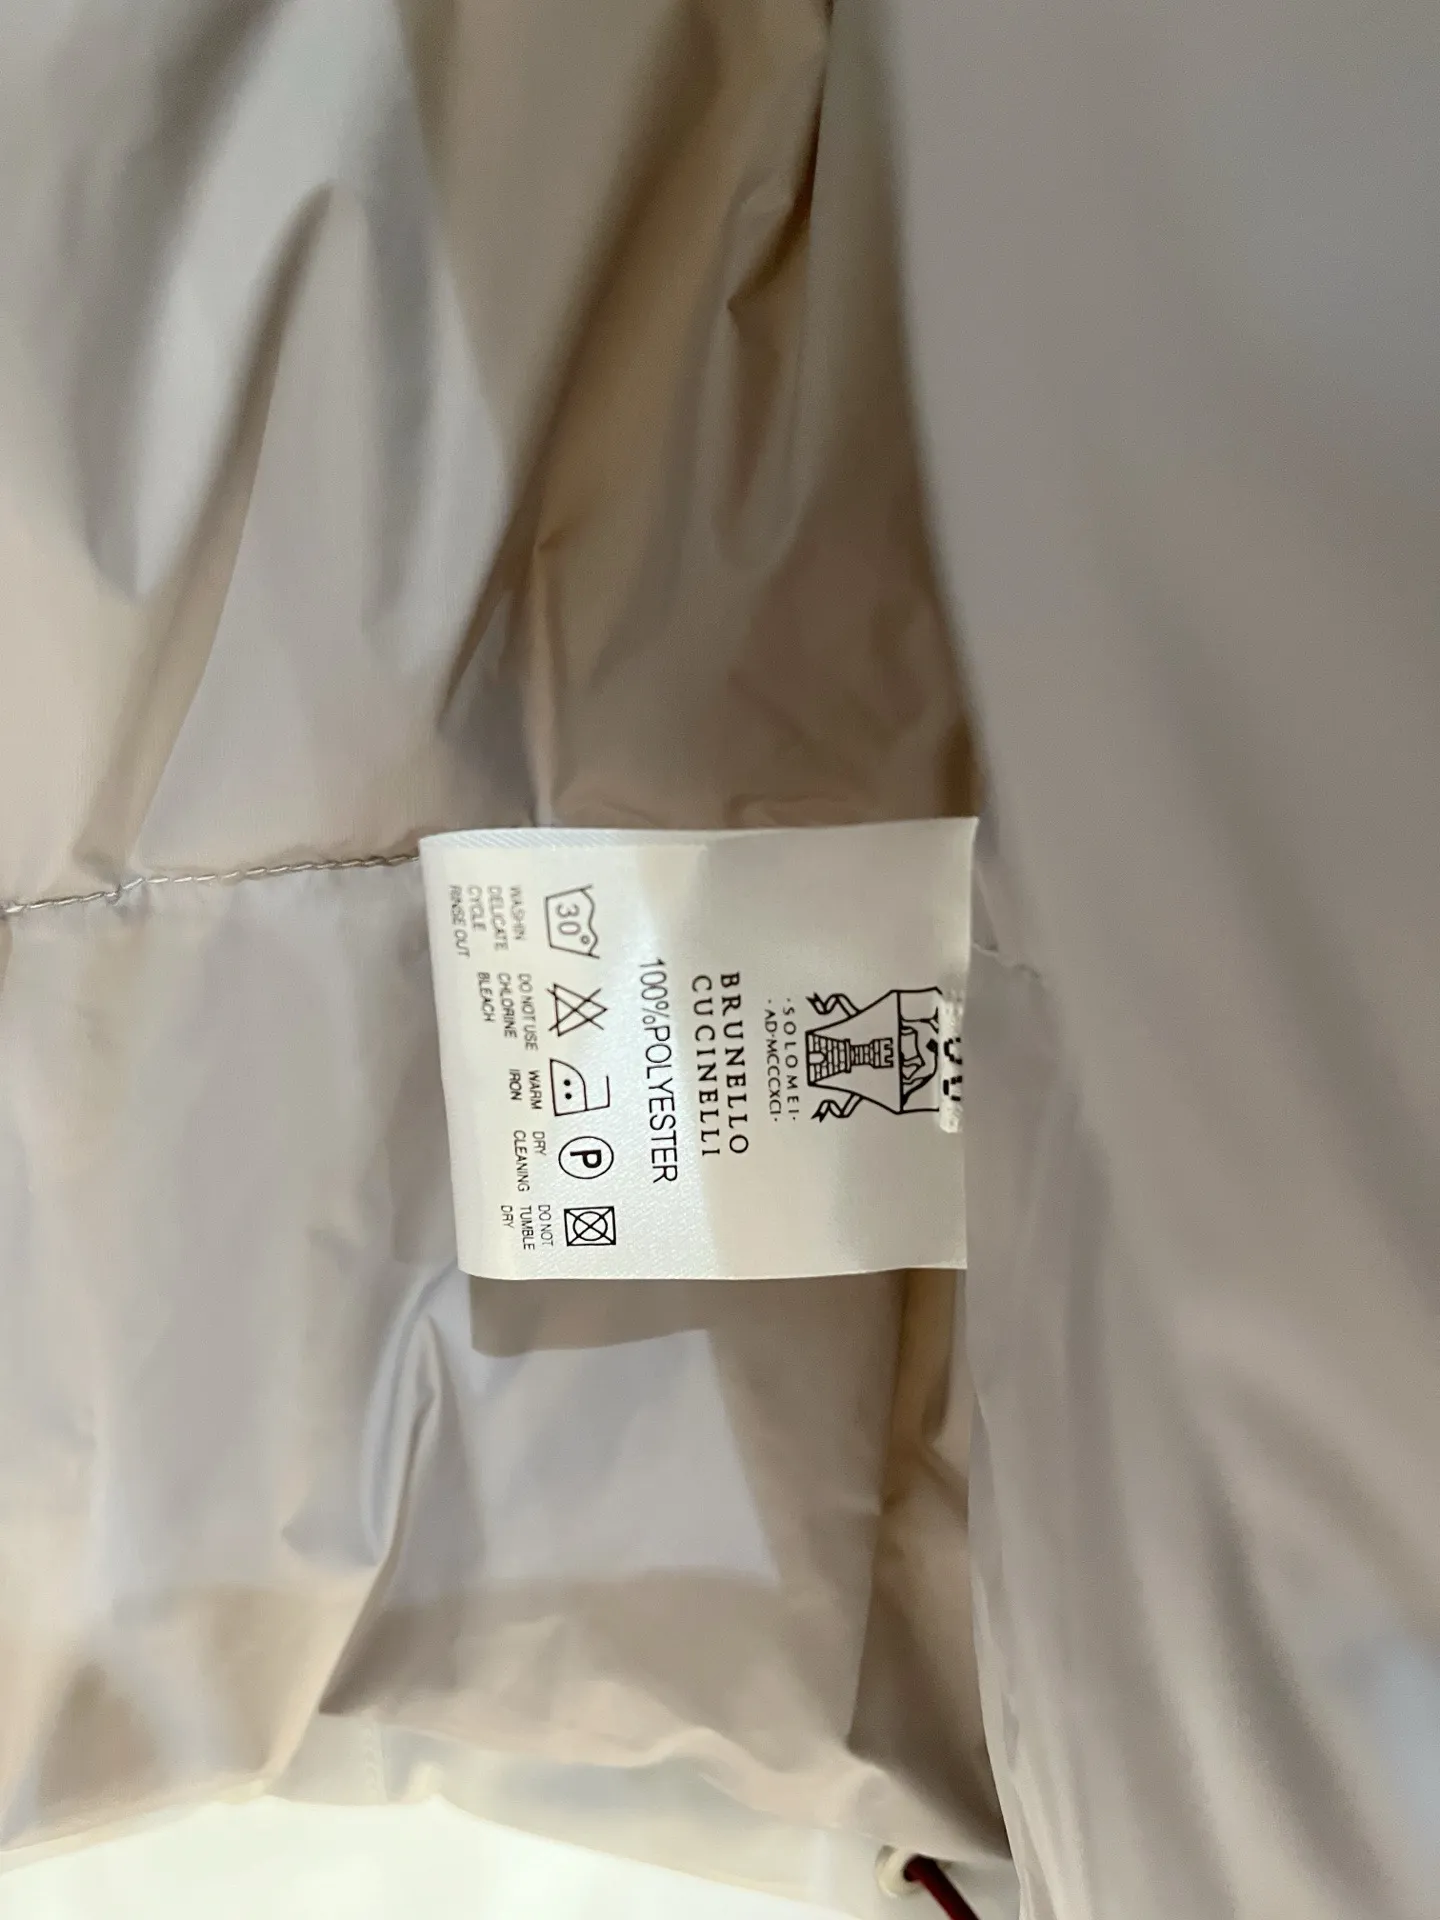 ·SOLOMEI·
·AD·MCCCXCI·
BRUNELLO
CUCINELLI
100%POLYESTER
30°
P
WASH IN
DELICATE
CYCLE
RINSE OUT
DO NOT USE
CHLORINE
BLEACH
WARM
IRON
DRY
CLEANING
DO NOT
TUMBLE
DRY